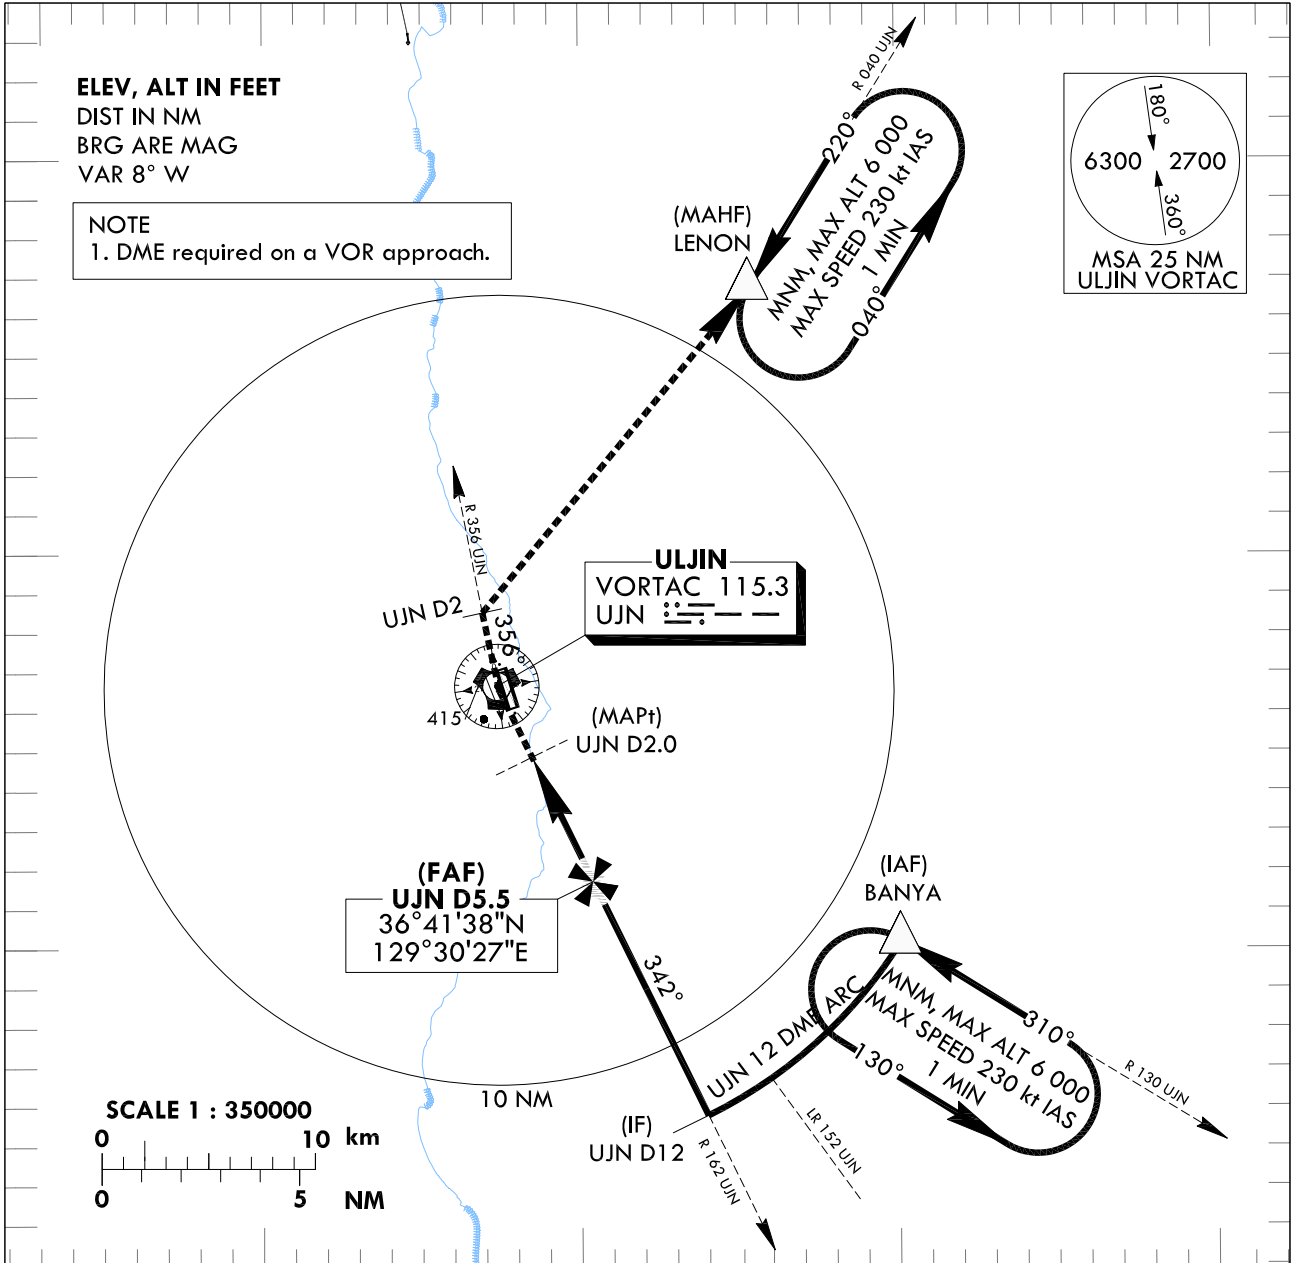 ELEV, ALT IN FEET
DIST IN NM
BRG ARE MAG
VAR 8° W
NOTE
1. DME required on a VOR approach.
R 040 UJN
220°
MNM, MAX ALT 6 000
MAX SPEED 230 kt IAS
1 MIN
040°
(MAHF)
LENON
180°
6300 2700
360°
MSA 25 NM
ULJIN VORTAC
R 356 UJN
UJN D2
356°
ULJIN
VORTAC 115.3
UJN
415
(MAPt)
UJN D2.0
(FAF)
UJN D5.5
36°41'38"N
129°30'27"E
342°
(IAF)
BANYA
UJN 12 DME ARC
MNM, MAX ALT 6 000
MAX SPEED 230 kt IAS
1 MIN
310°
130°
R 130 UJN
10 NM
(IF)
UJN D12
LR 152 UJN
R 162 UJN
SCALE 1 : 350000
0 10 km
0 5 NM